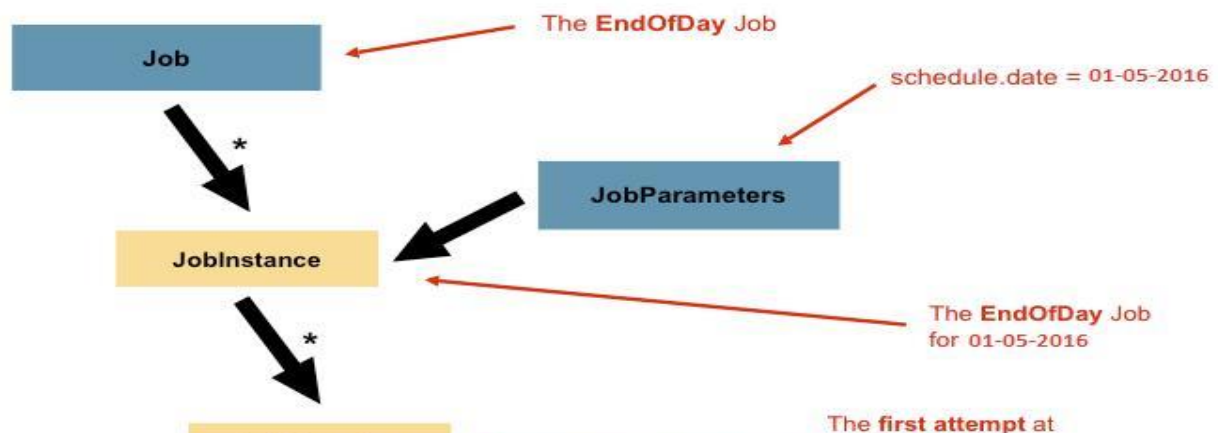 The EndOfDay Job
Job
schedule.date = 01-05-2016
*
JobParameters
JobInstance
The EndOfDay Job
for 01-05-2016
*
The first attempt at